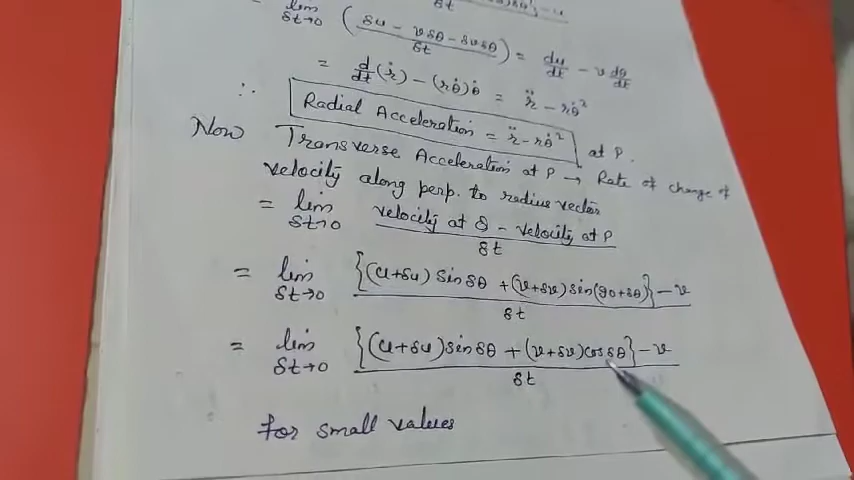 δt
= lim δt→0 (δu - vδθ - δvδθ / δt) = du/dt - v dθ/dt
= d/dt (ṙ) - (rθ̇)θ̇ = r̈ - rθ̇²
∴ Radial Acceleration = r̈ - rθ̇² at P.
Now Transverse Acceleration at P → Rate of change of
velocity along perp. to radius vector
= lim δt→0 velocity at Q - velocity at P / δt
= lim δt→0 {(u+δu) sin δθ + (v+δv) sin(90+δθ)} - v / δt
= lim δt→0 {(u+δu) sin δθ + (v+δv) cos δθ} - v / δt
for small values